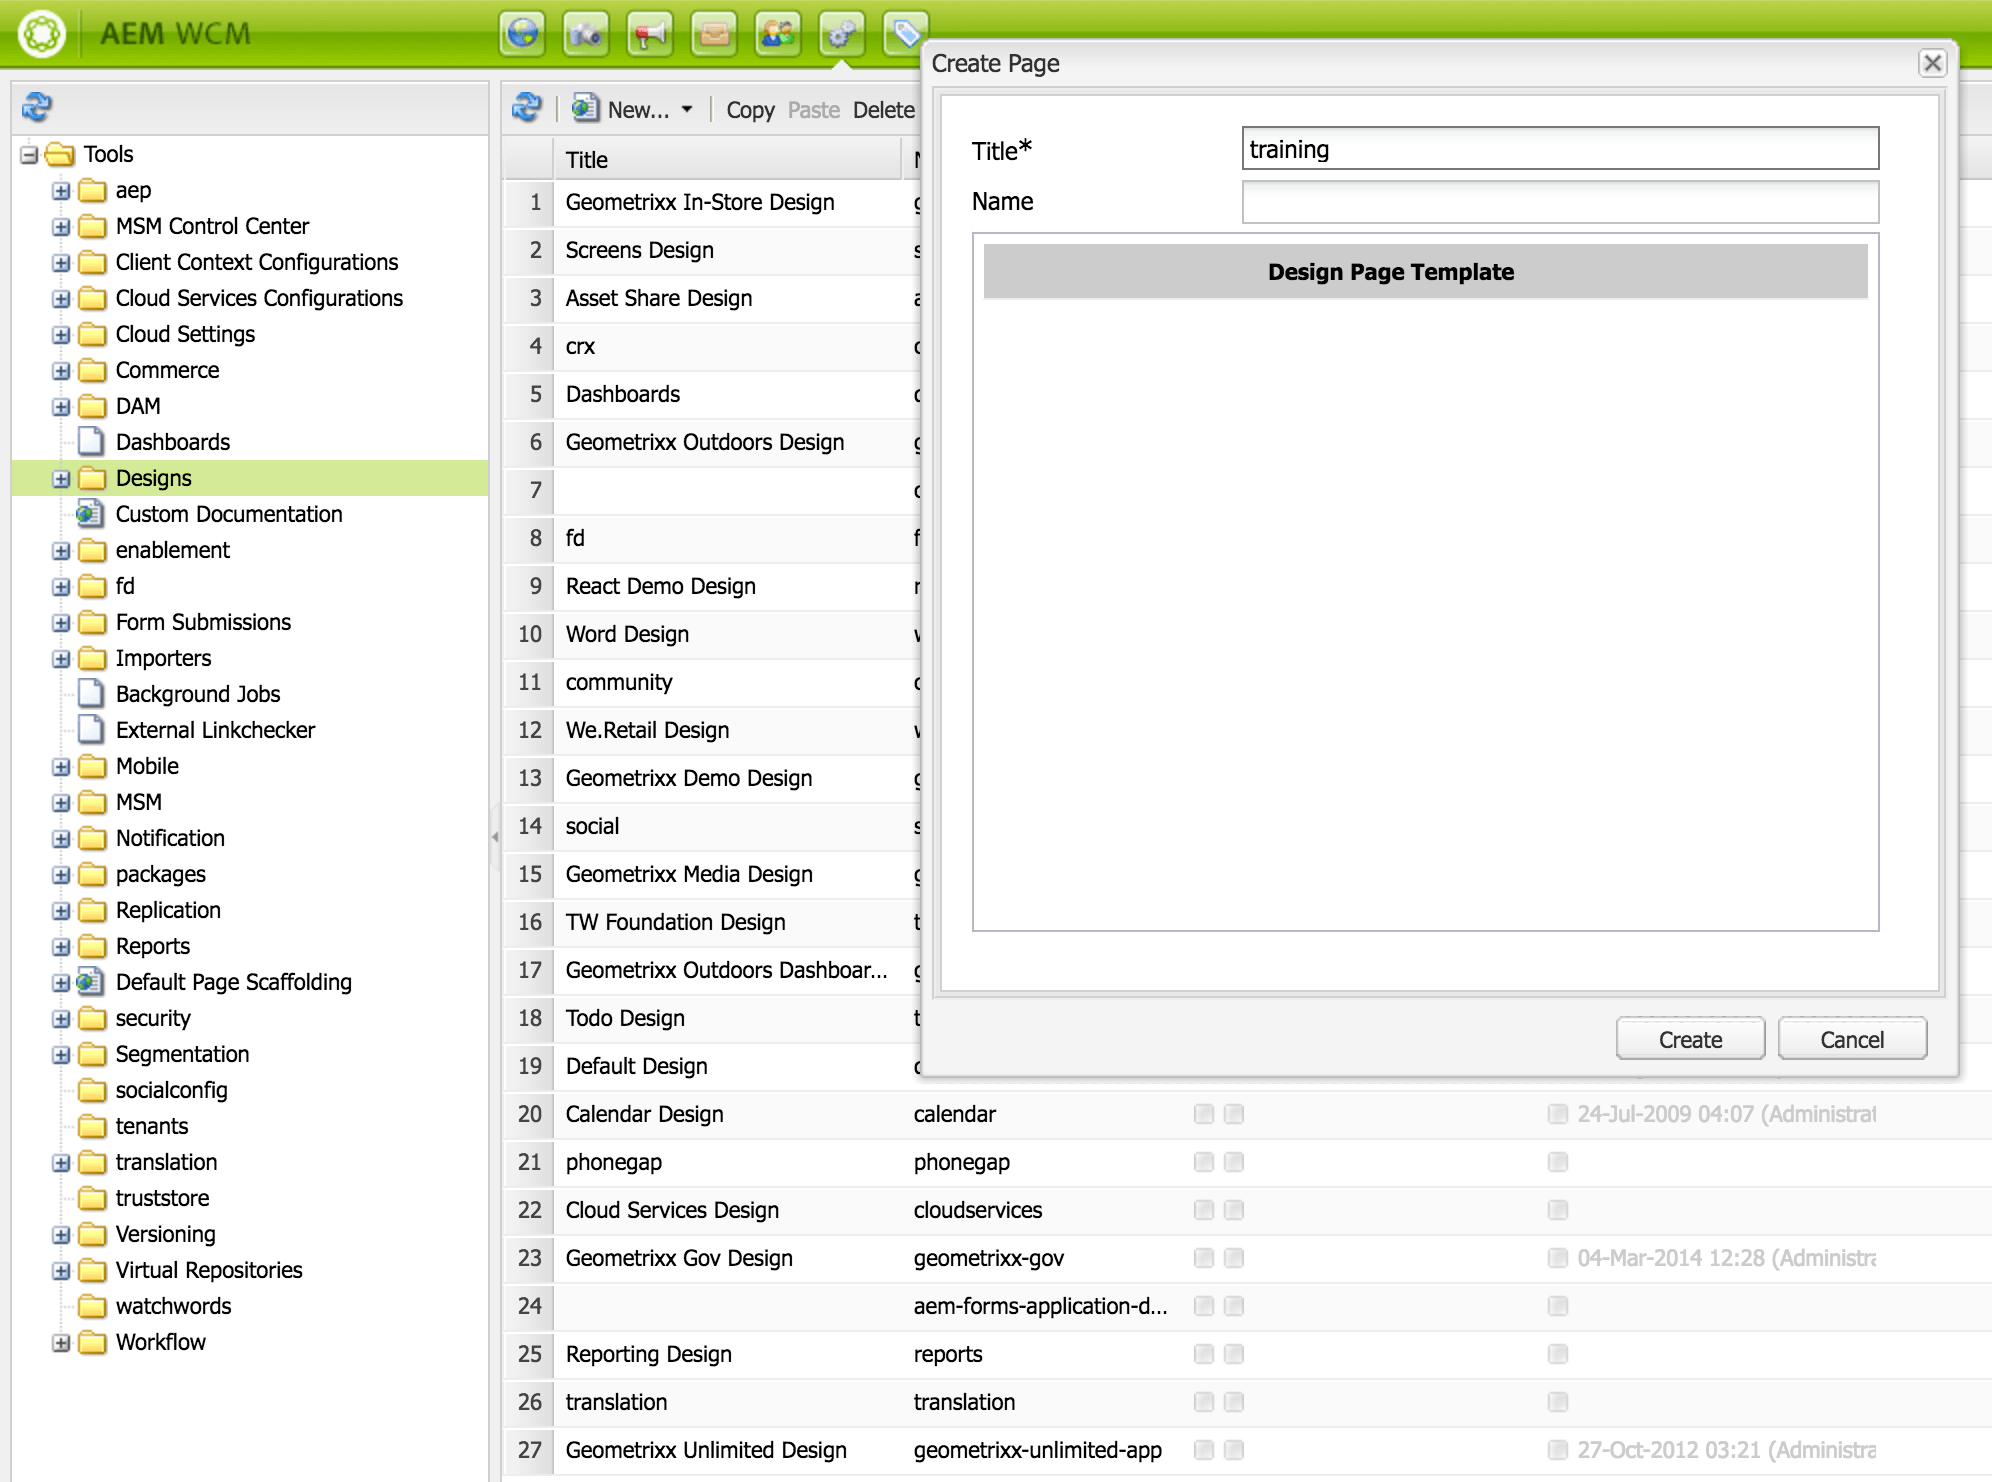 AEM WCM
Tools
aep
MSM Control Center
Client Context Configurations
Cloud Services Configurations
Cloud Settings
Commerce
DAM
Dashboards
Designs
Custom Documentation
enablement
fd
Form Submissions
Importers
Background Jobs
External Linkchecker
Mobile
MSM
Notification
packages
Replication
Reports
Default Page Scaffolding
security
Segmentation
socialconfig
tenants
translation
truststore
Versioning
Virtual Repositories
watchwords
Workflow
New... Copy Paste Delete
Title
1 Geometrixx In-Store Design
2 Screens Design
3 Asset Share Design
4 crx
5 Dashboards
6 Geometrixx Outdoors Design
7
8 fd
9 React Demo Design
10 Word Design
11 community
12 We.Retail Design
13 Geometrixx Demo Design
14 social
15 Geometrixx Media Design
16 TW Foundation Design
17 Geometrixx Outdoors Dashboar...
18 Todo Design
19 Default Design
20 Calendar Design calendar 24-Jul-2009 04:07 (Administrat
21 phonegap phonegap
22 Cloud Services Design cloudservices
23 Geometrixx Gov Design geometrixx-gov 04-Mar-2014 12:28 (Administra
24 aem-forms-application-d...
25 Reporting Design reports
26 translation translation
27 Geometrixx Unlimited Design geometrixx-unlimited-app 27-Oct-2012 03:21 (Administra
Create Page
Title* training
Name
Design Page Template
Create Cancel